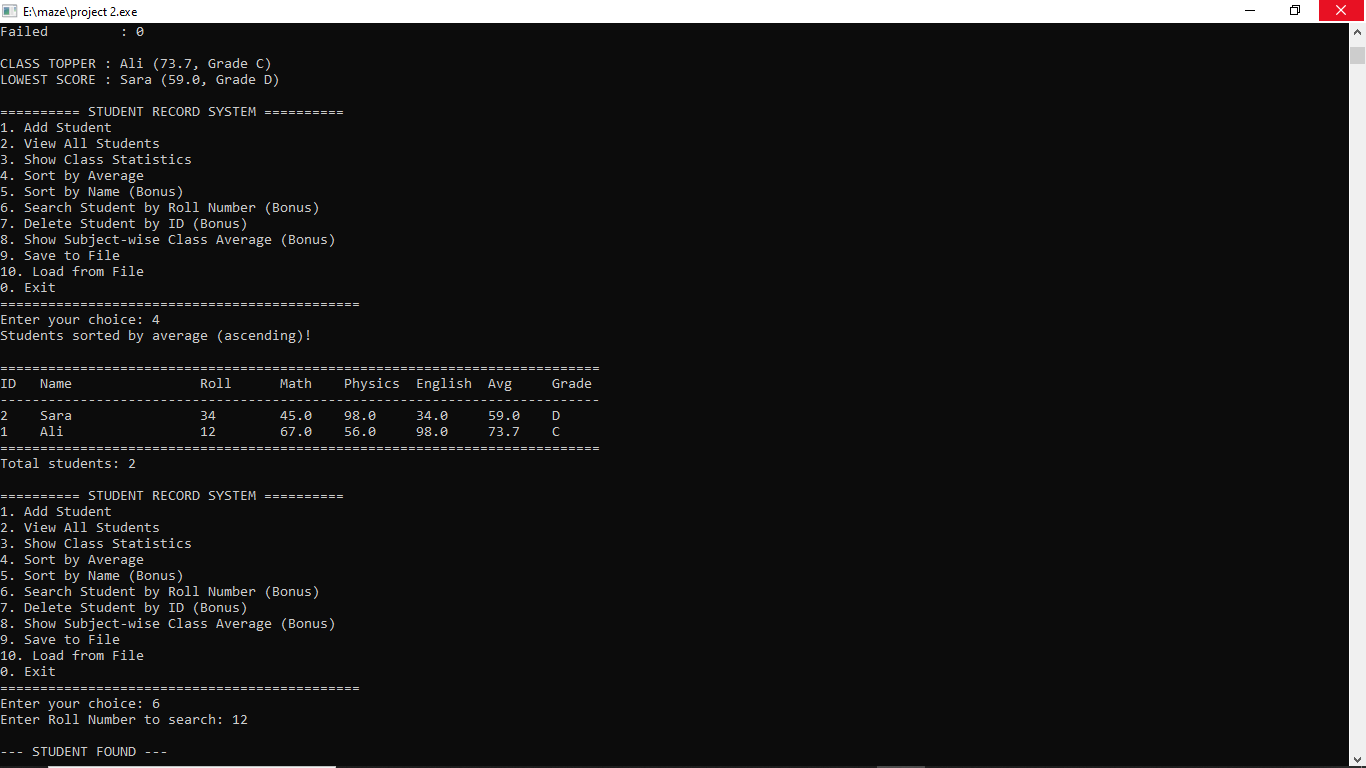 E:\maze\project 2.exe
Failed         : 0
CLASS TOPPER : Ali (73.7, Grade C)
LOWEST SCORE : Sara (59.0, Grade D)
========== STUDENT RECORD SYSTEM ==========
1. Add Student
2. View All Students
3. Show Class Statistics
4. Sort by Average
5. Sort by Name (Bonus)
6. Search Student by Roll Number (Bonus)
7. Delete Student by ID (Bonus)
8. Show Subject-wise Class Average (Bonus)
9. Save to File
10. Load from File
0. Exit
=============================================
Enter your choice: 4
Students sorted by average (ascending)!
===========================================================================
ID   Name                Roll      Math    Physics  English  Avg     Grade
---------------------------------------------------------------------------
2    Sara                34        45.0    98.0     34.0     59.0    D
1    Ali                 12        67.0    56.0     98.0     73.7    C
===========================================================================
Total students: 2
========== STUDENT RECORD SYSTEM ==========
1. Add Student
2. View All Students
3. Show Class Statistics
4. Sort by Average
5. Sort by Name (Bonus)
6. Search Student by Roll Number (Bonus)
7. Delete Student by ID (Bonus)
8. Show Subject-wise Class Average (Bonus)
9. Save to File
10. Load from File
0. Exit
=============================================
Enter your choice: 6
Enter Roll Number to search: 12
--- STUDENT FOUND ---